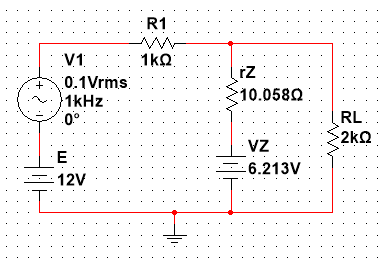 R1
1kΩ
V1
0.1Vrms
1kHz
0°
rZ
10.058Ω
RL
2kΩ
VZ
6.213V
E
12V